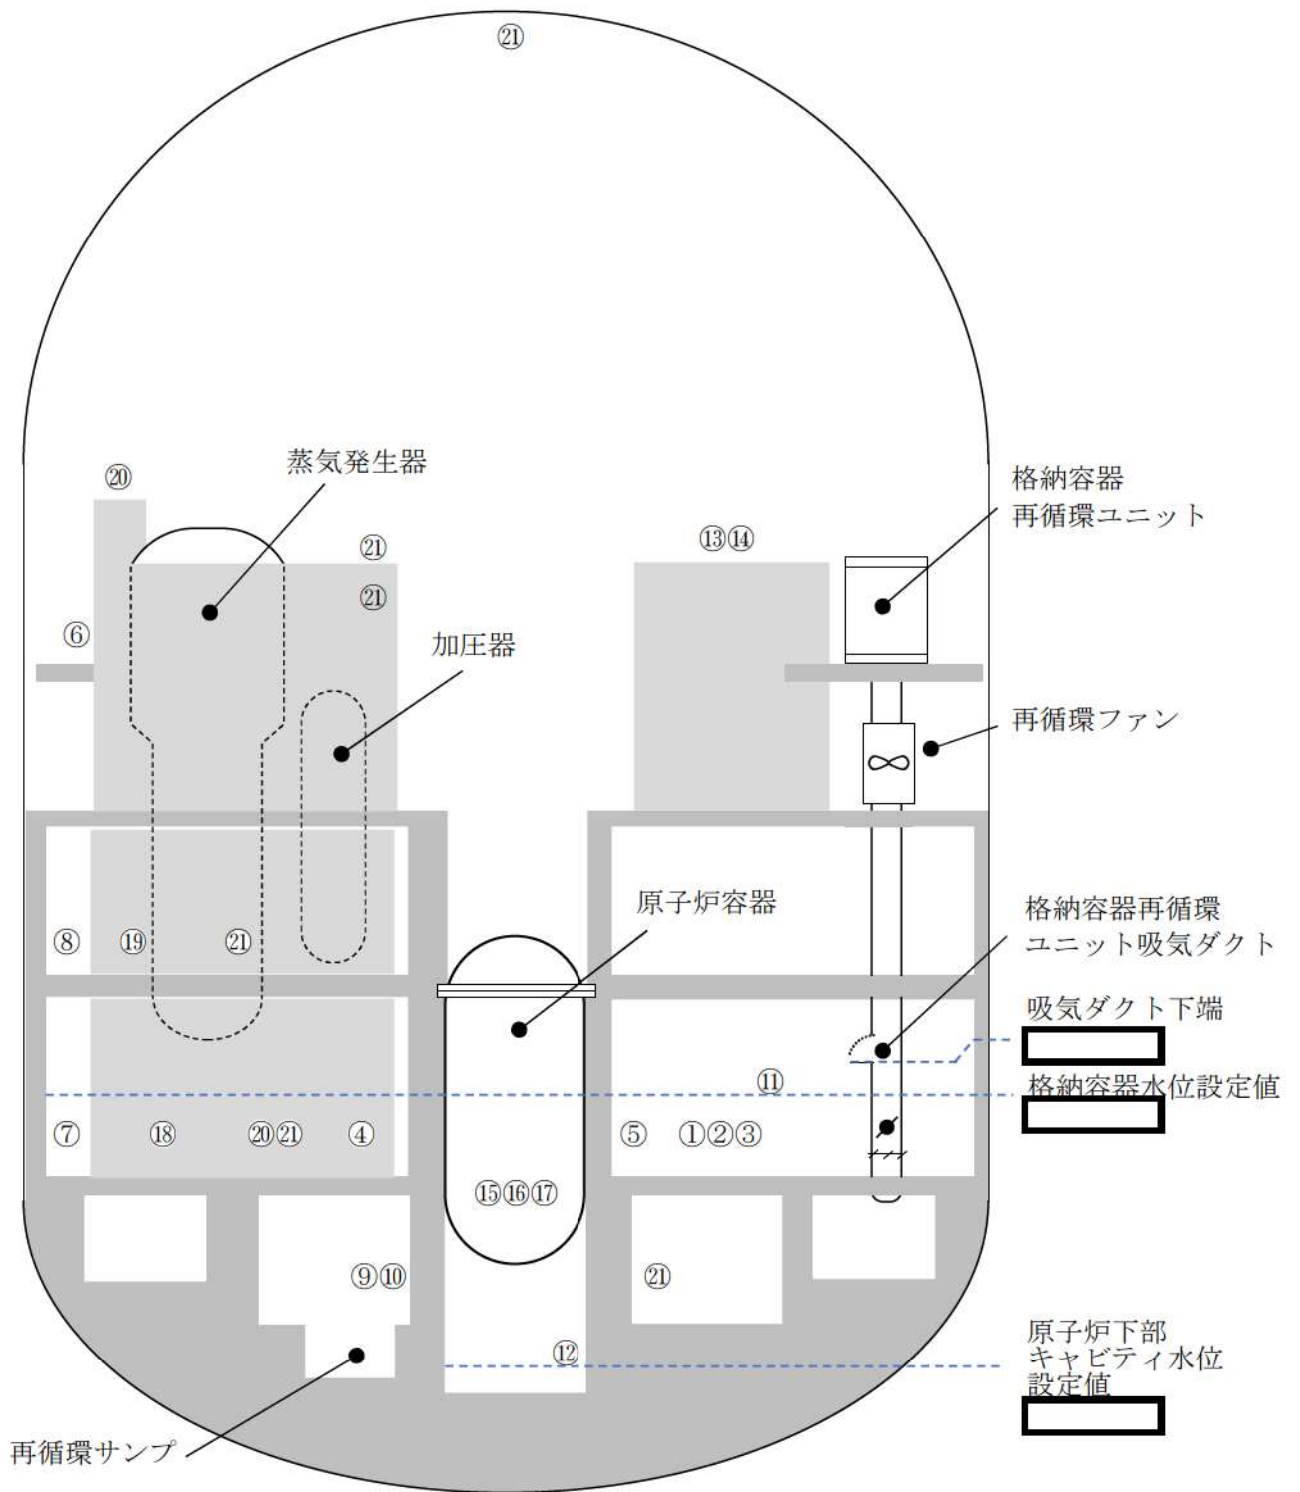 ㉑
⑳
蒸気発生器
格納容器
再循環ユニット
㉑
⑬⑭
㉑
⑥
加圧器
再循環ファン
原子炉容器
格納容器再循環
ユニット吸気ダクト
⑧
⑲
㉑
吸気ダクト下端
⑪
格納容器水位設定値
⑦
⑱
⑳㉑
④
⑤
①②③
⑮⑯⑰
⑨⑩
㉑
原子炉下部
キャビティ水位
設定値
⑫
再循環サンプ